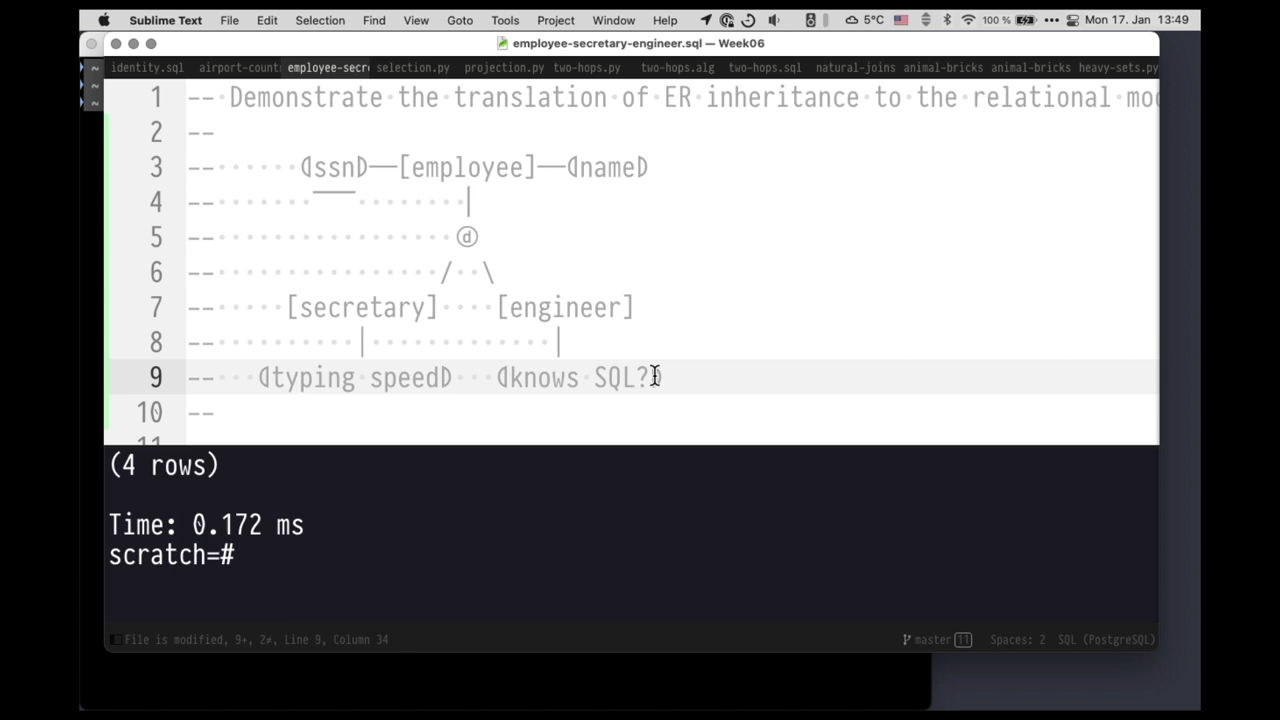 Sublime Text File Edit Selection Find View Goto Tools Project Window Help 5°C 100 % Mon 17. Jan 13:49
employee-secretary-engineer.sql — Week06
identity.sql airport-count employee-secre selection.py projection.py two-hops.py two-hops.alg two-hops.sql natural-joins animal-bricks animal-bricks heavy-sets.py
1 -- Demonstrate the translation of ER inheritance to the relational mod
2 --
3 -- ······⦇ssn⦈──[employee]──⦇name⦈
4 -- ······· ‾‾‾ ········│
5 -- ·················ⓓ
6 -- ················/··\
7 -- ·····[secretary]····[engineer]
8 -- ··········│·············│
9 -- ···⦇typing speed⦈···⦇knows SQL?⦈
10 --
11
(4 rows)
Time: 0.172 ms
scratch=#
File is modified, 9+, 2≠, Line 9, Column 34 master 11 Spaces: 2 SQL (PostgreSQL)